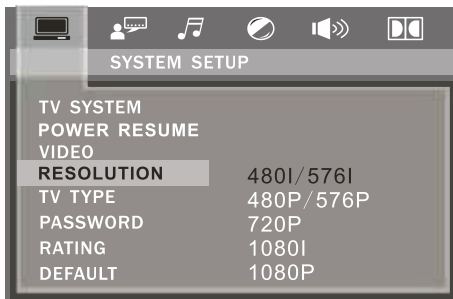 SYSTEM SETUP
TV SYSTEM
POWER RESUME
VIDEO
RESOLUTION 480I/576I
TV TYPE 480P/576P
PASSWORD 720P
RATING 1080I
DEFAULT 1080P